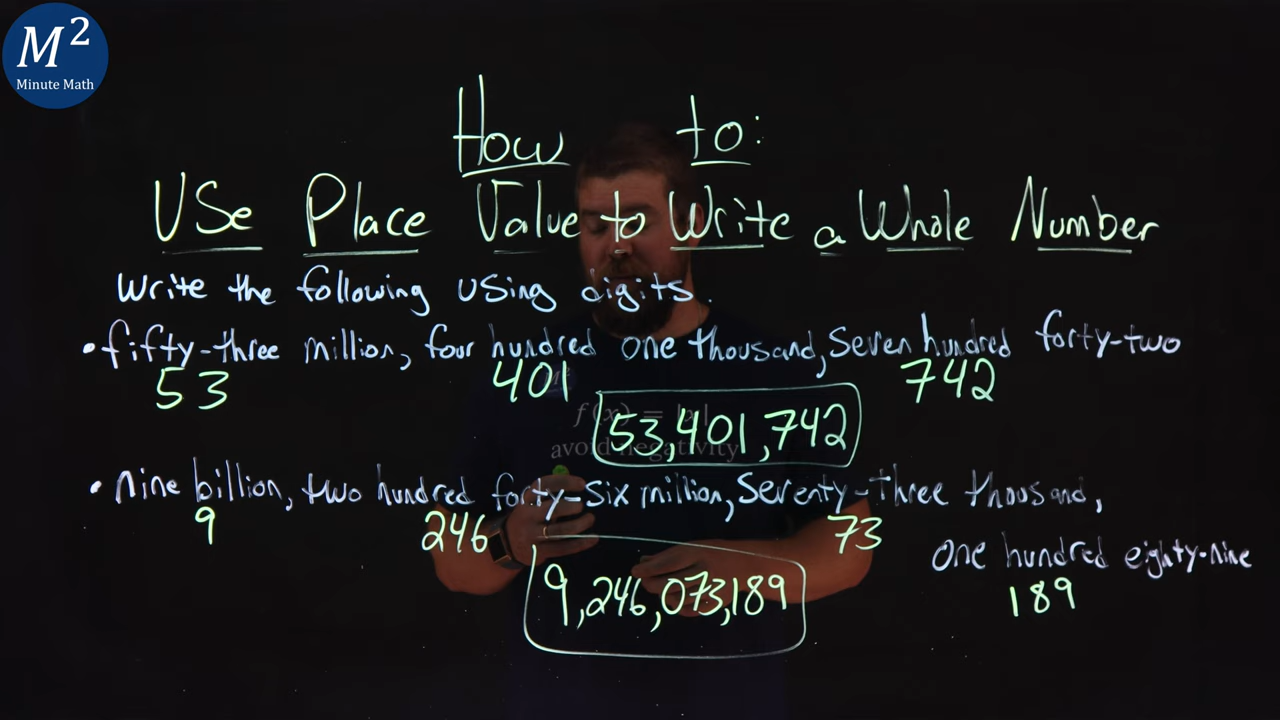 M²
Minute Math
How to:
Use Place Value to Write a Whole Number
Write the following using digits.
• fifty-three million, four hundred one thousand, seven hundred forty-two
53 401 742
f(x) = |x|
avoid negativity
53,401,742
• nine billion, two hundred forty-six million, seventy-three thousand,
9 246 73
one hundred eighty-nine
189
9,246,073,189